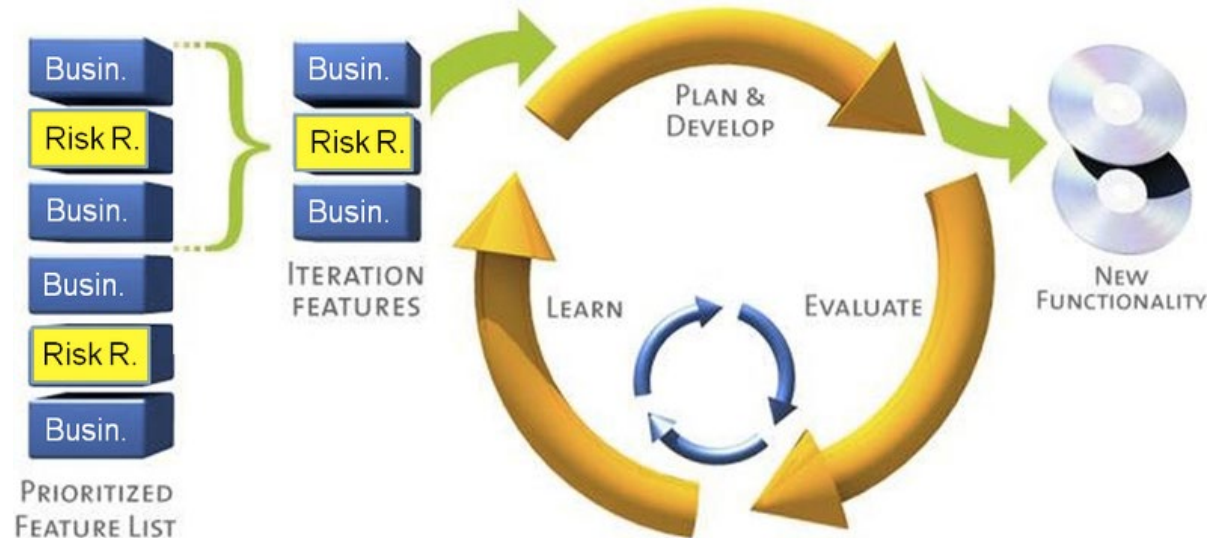 Busin.
Risk R.
Busin.
Busin.
Risk R.
Busin.
PRIORITIZED
FEATURE LIST
Busin.
Risk R.
Busin.
ITERATION
FEATURES
PLAN &
DEVELOP
LEARN
EVALUATE
NEW
FUNCTIONALITY